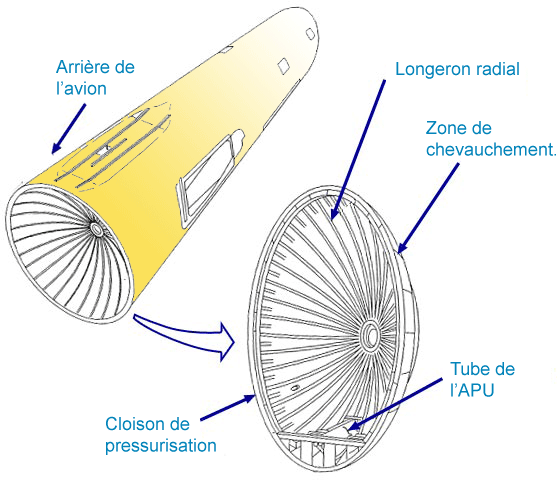 Arrière de
l'avion
Longeron radial
Zone de
chevauchement.
Tube de
l'APU
Cloison de
pressurisation